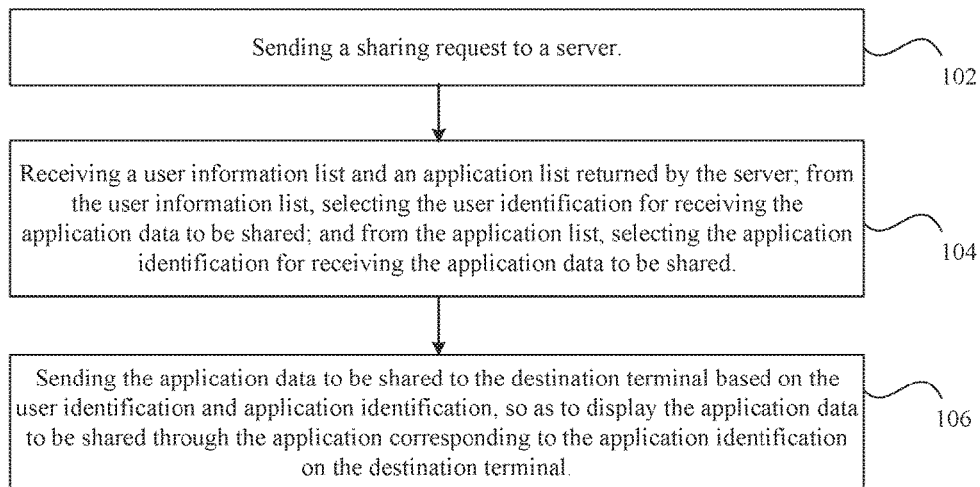 Sending a sharing request to a server.
102
Receiving a user information list and an application list returned by the server; from
the user information list, selecting the user identification for receiving the
application data to be shared; and from the application list, selecting the application
identification for receiving the application data to be shared.
104
Sending the application data to be shared to the destination terminal based on the
user identification and application identification, so as to display the application data
to be shared through the application corresponding to the application identification
on the destination terminal.
106